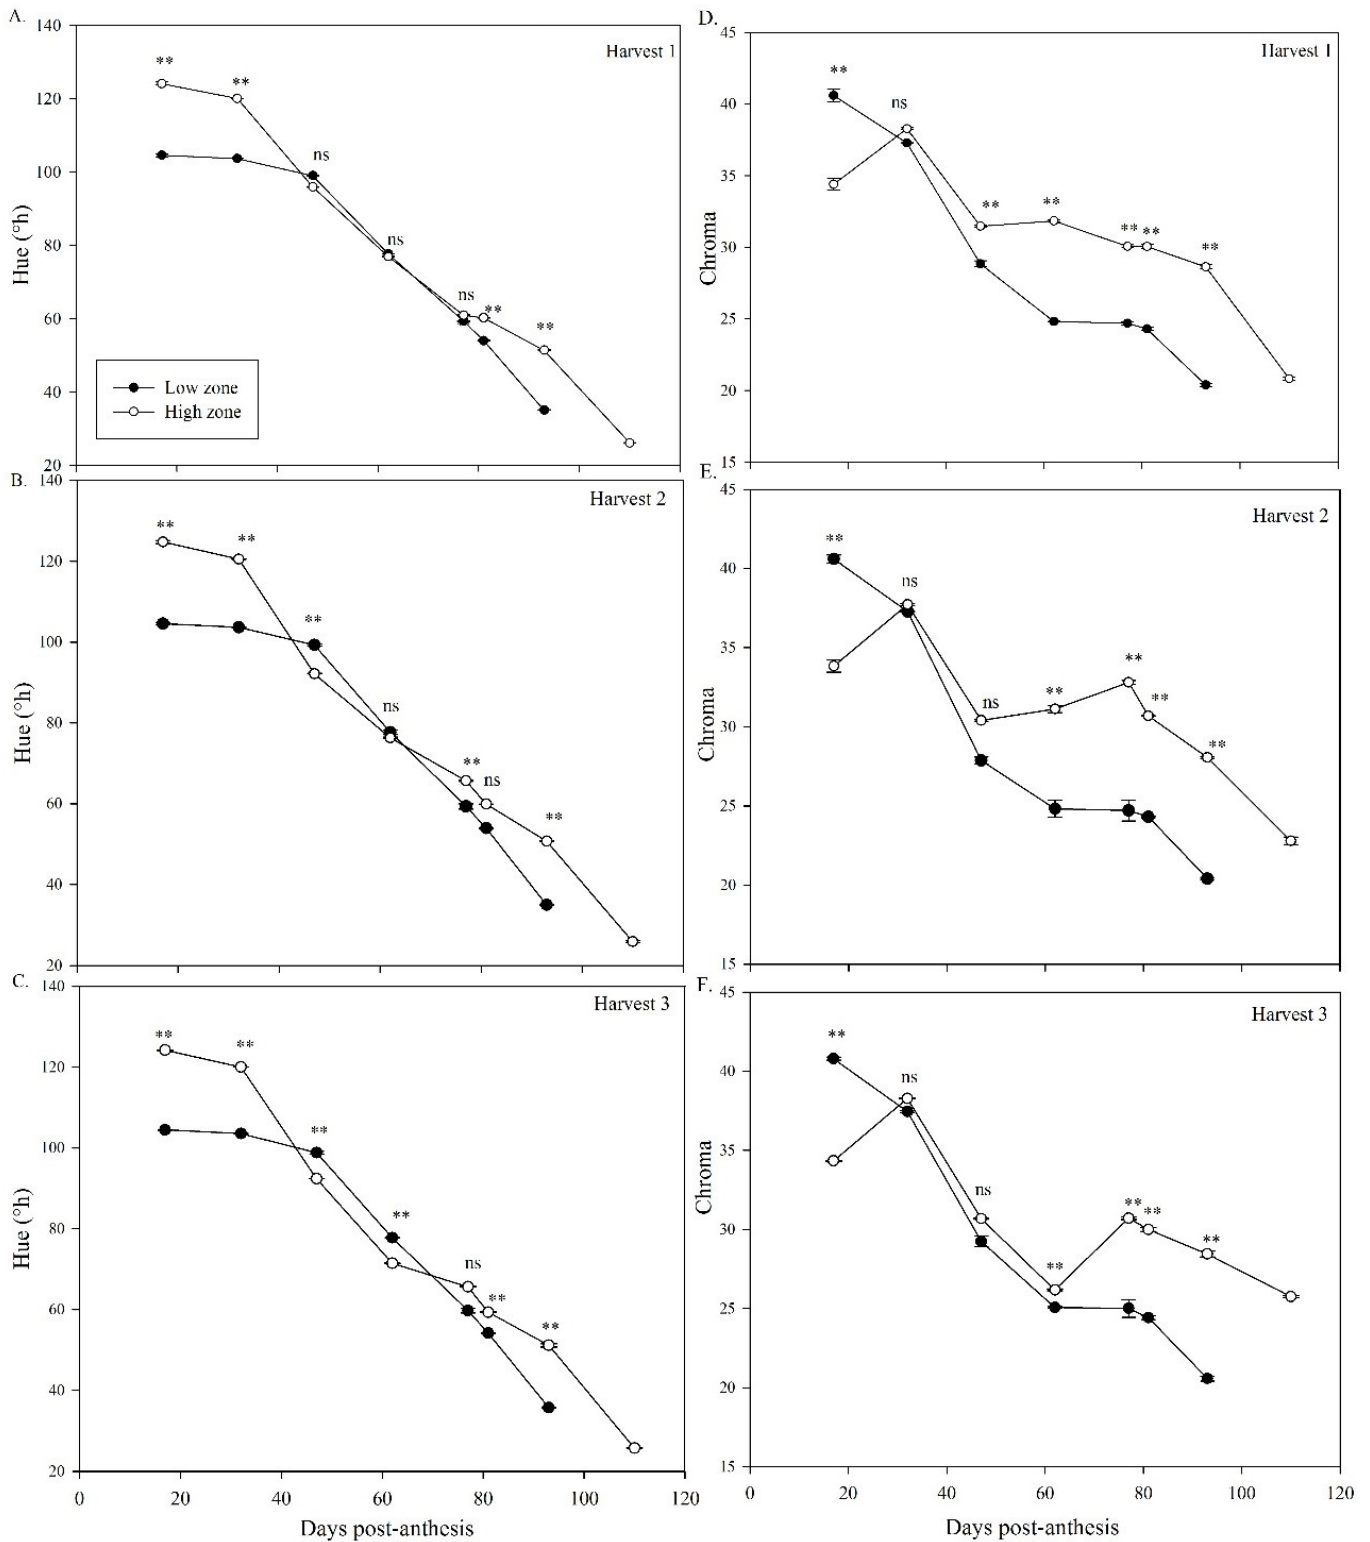 A.
Harvest 1
140
120
100
80
60
40
20
Hue (°h)
** ** ns ns ns ** **
Low zone
High zone
D.
Harvest 1
45
40
35
30
25
20
15
Chroma
** ns ** ** ** ** **
B.
Harvest 2
140
120
100
80
60
40
20
Hue (°h)
** ** ** ns ** ns **
E.
Harvest 2
45
40
35
30
25
20
15
Chroma
** ns ns ** ** ** **
C.
Harvest 3
140
120
100
80
60
40
20
Hue (°h)
** ** ** ** ns ** **
0 20 40 60 80 100 120
Days post-anthesis
F.
Harvest 3
45
40
35
30
25
20
15
Chroma
** ns ns ** ** ** **
0 20 40 60 80 100 120
Days post-anthesis